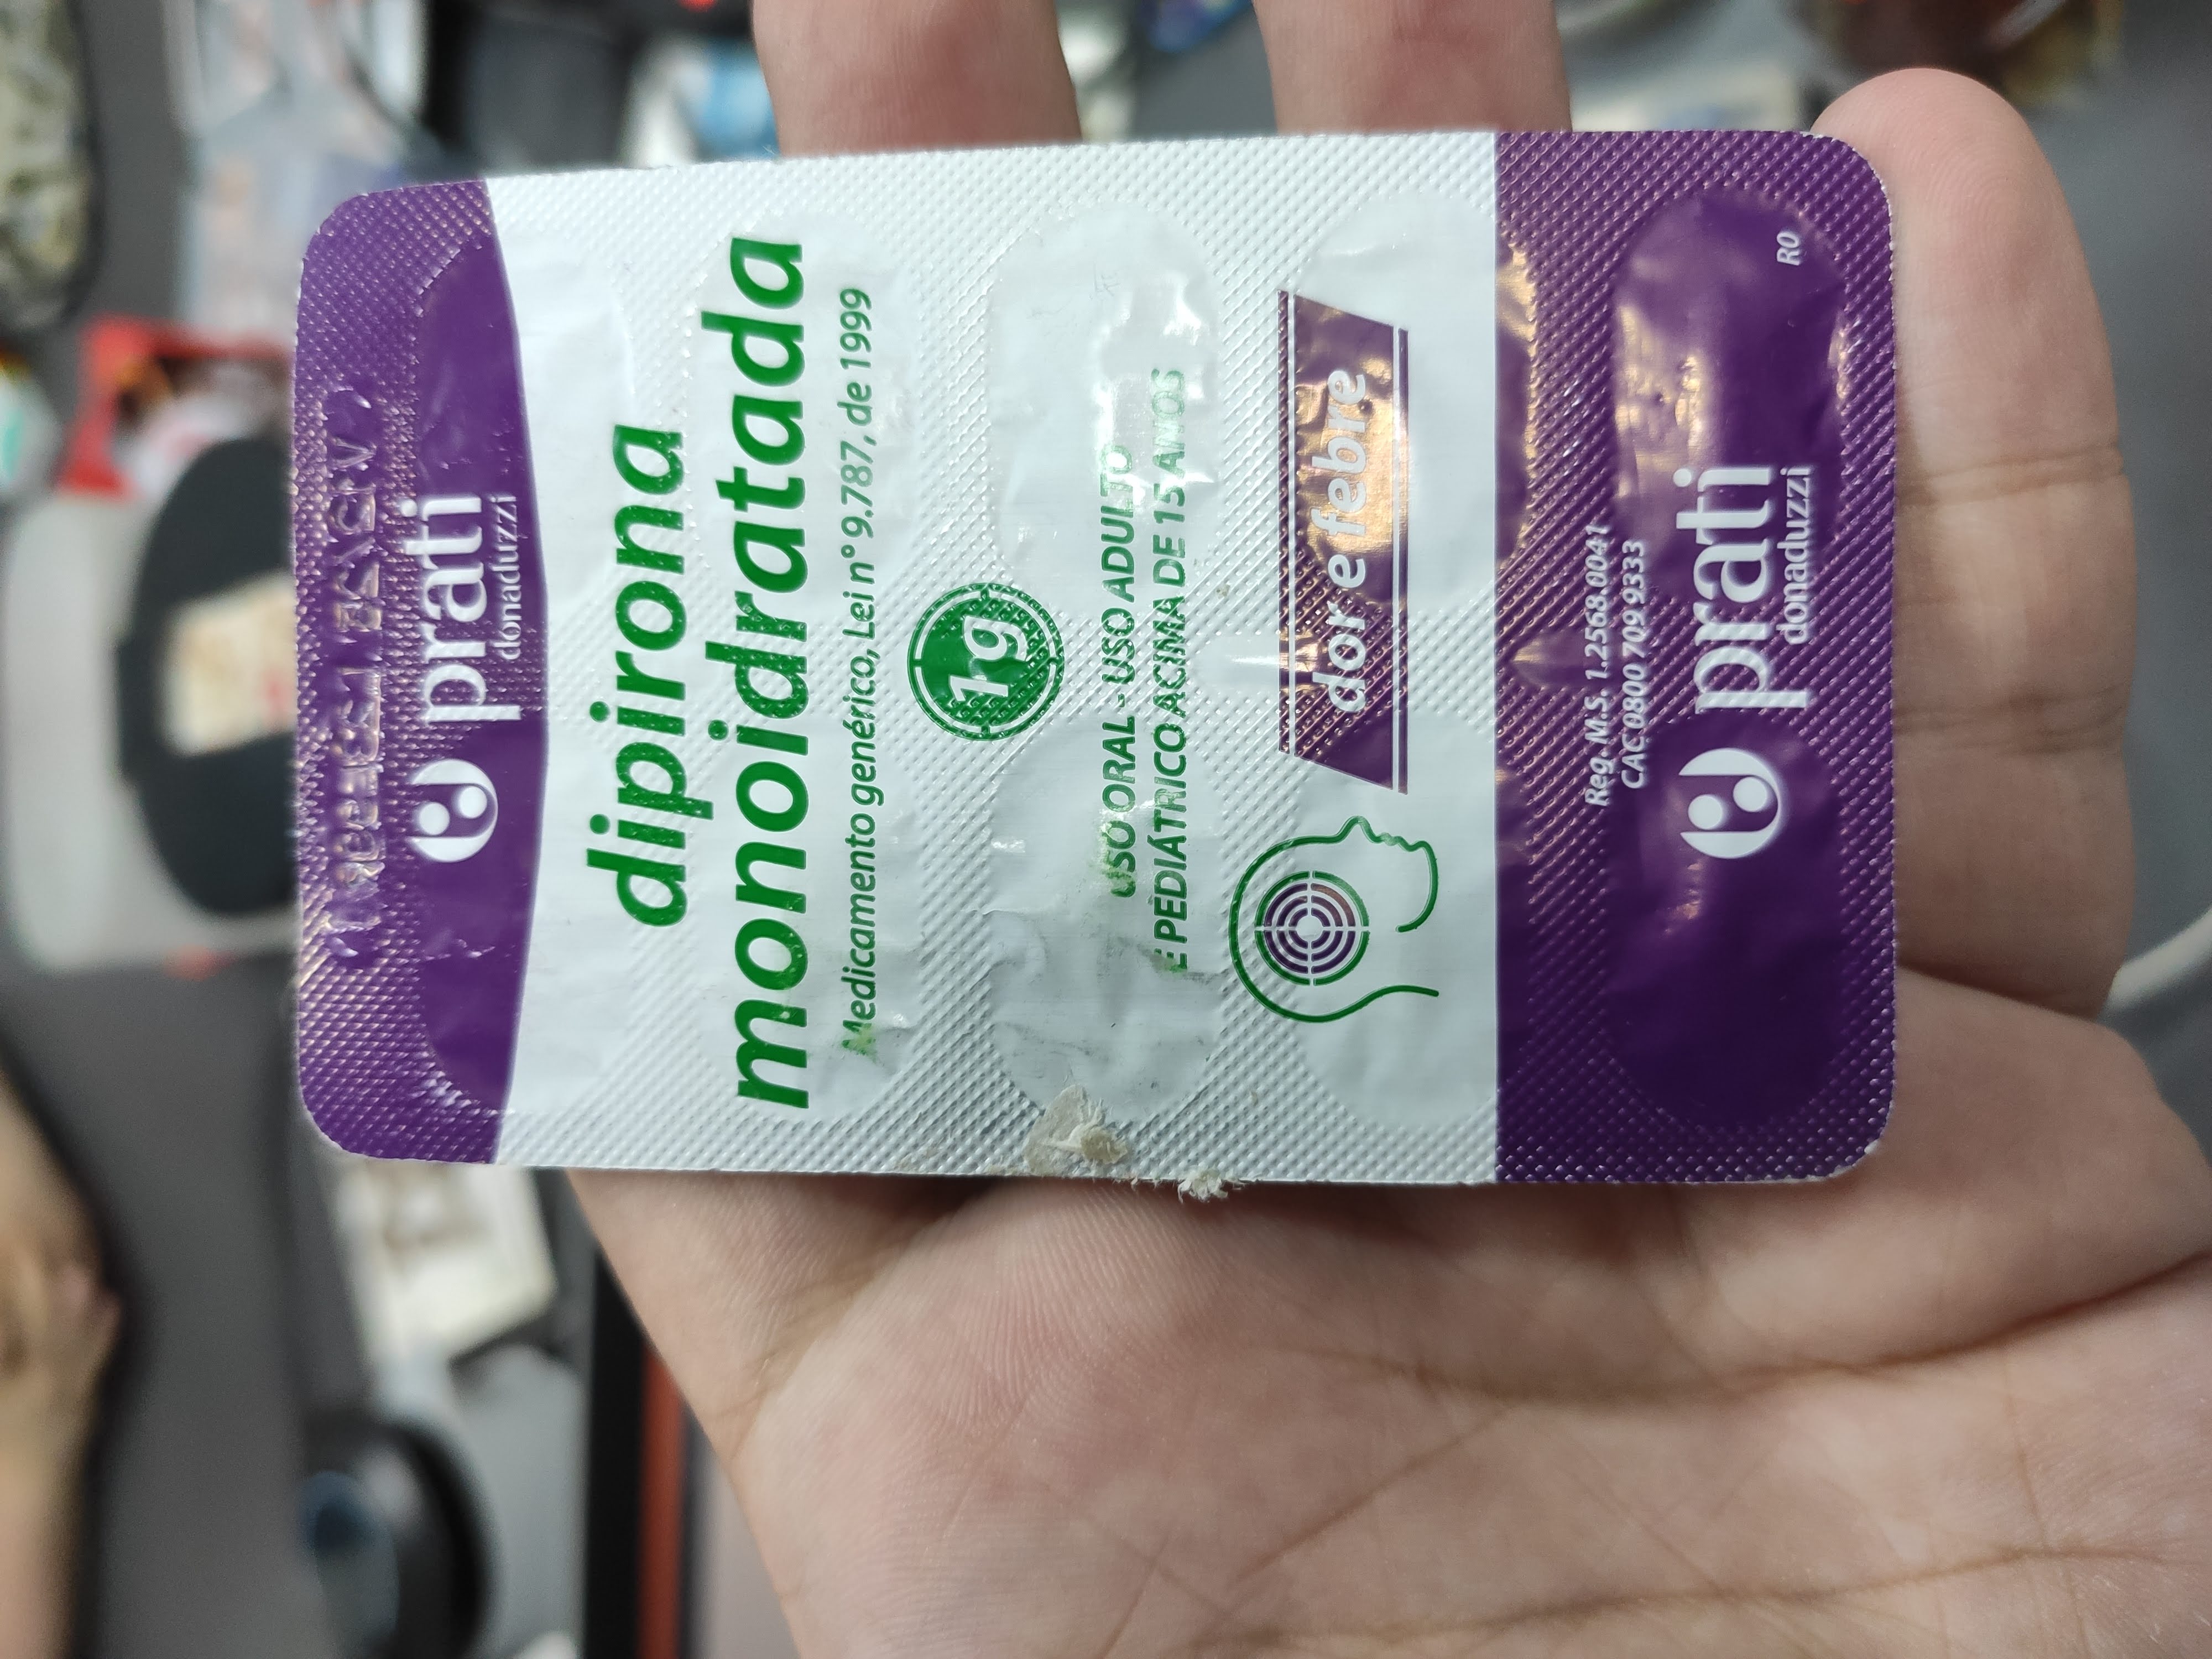 prati
donaduzzi
dipirona
monoidratada
Medicamento genérico, Lei nº 9.787, de 1999
1g
USO ORAL - USO ADULTO
E PEDIÁTRICO ACIMA DE 15 ANOS
dor e febre
Reg. M.S. 1.2568.0041
CAC 0800 709 9333
prati
donaduzzi
R0